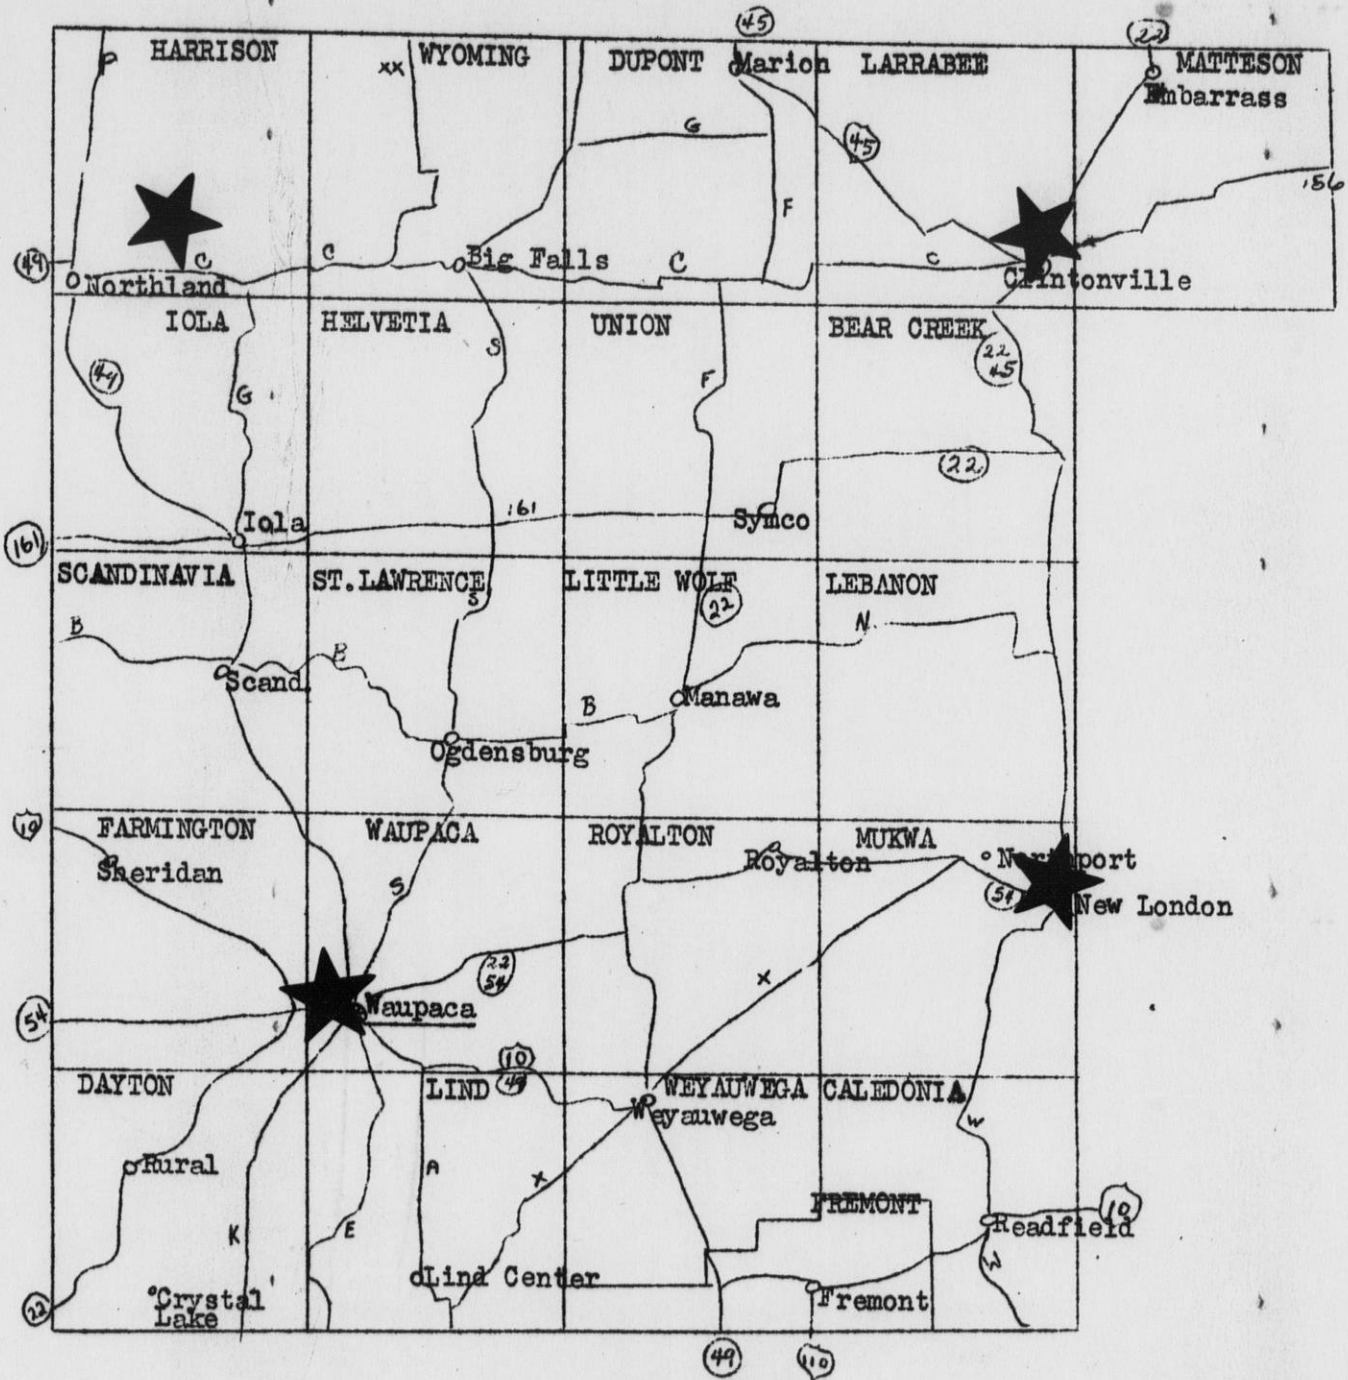 45
22
HARRISON
WYOMING
DUPONT
Marion
LARRABEE
MATTESON
P
XX
Embarrass
G
45
156
F
49
C
C
Big Falls
C
C
Northland
Clintonville
IOLA
HELVETIA
UNION
BEAR CREEK
S
22
45
49
F
G
22
161
Iola
Symco
161
SCANDINAVIA
ST.LAWRENCE
LITTLE WOLF
LEBANON
S
22
B
N
B
Scand.
Manawa
B
Ogdensburg
10
FARMINGTON
WAUPACA
ROYALTON
MUKWA
Royalton
Northport
Sheridan
S
54
New London
22
54
X
54
Waupaca
10
49
DAYTON
LIND
WEYAUWEGA
CALEDONIA
Weyauwega
W
Rural
A
X
FREMONT
10
K
E
Readfield
W
Lind Center
22
Crystal
Lake
Fremont
49
110